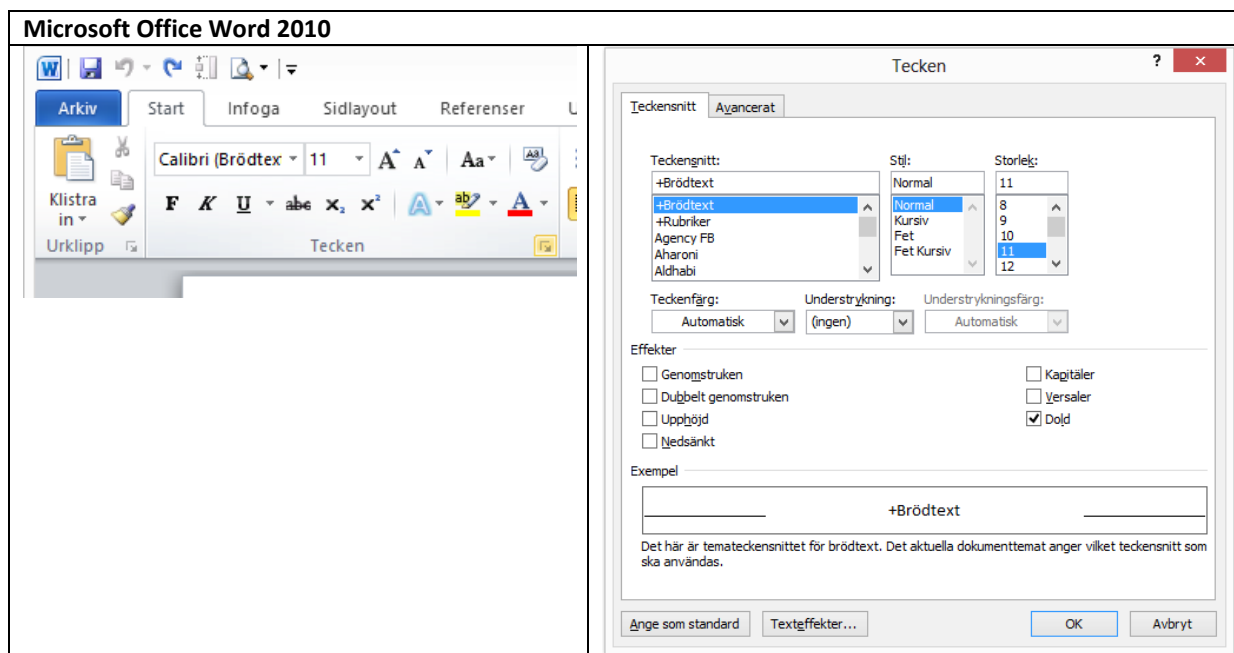 Microsoft Office Word 2010
W
Arkiv Start Infoga Sidlayout Referenser U
Calibri (Brödtex 11 A A Aa Aa
Klistra in
F K U abc x₂ x² A ab A
Urklipp Tecken
Tecken ? ×
Teckensnitt Avancerat
Teckensnitt: Stil: Storlek:
+Brödtext Normal 11
+Brödtext Normal 8
+Rubriker Kursiv 9
Agency FB Fet 10
Aharoni Fet Kursiv 11
Aldhabi 12
Teckenfärg: Understrykning: Understrykningsfärg:
Automatisk (ingen) Automatisk
Effekter
Genomstruken Kapitäler
Dubbelt genomstruken Versaler
Upphöjd Dold
Nedsänkt
Exempel
+Brödtext
Det här är temateckensnittet för brödtext. Det aktuella dokumenttemat anger vilket teckensnitt som
ska användas.
Ange som standard Texteffekter... OK Avbryt